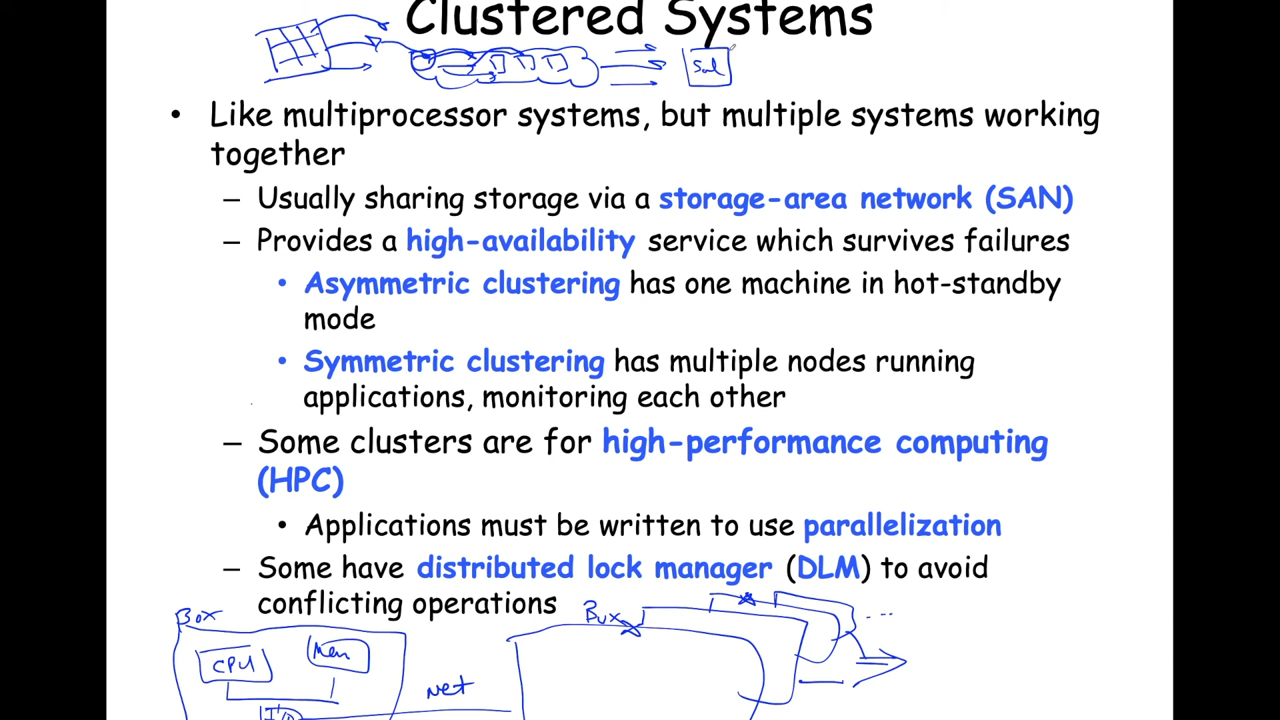 Clustered Systems
Sol
• Like multiprocessor systems, but multiple systems working
together
– Usually sharing storage via a storage-area network (SAN)
– Provides a high-availability service which survives failures
• Asymmetric clustering has one machine in hot-standby
mode
• Symmetric clustering has multiple nodes running
applications, monitoring each other
– Some clusters are for high-performance computing
(HPC)
• Applications must be written to use parallelization
– Some have distributed lock manager (DLM) to avoid
conflicting operations
Box
Box
...
CPU
Mem
Net
I/O